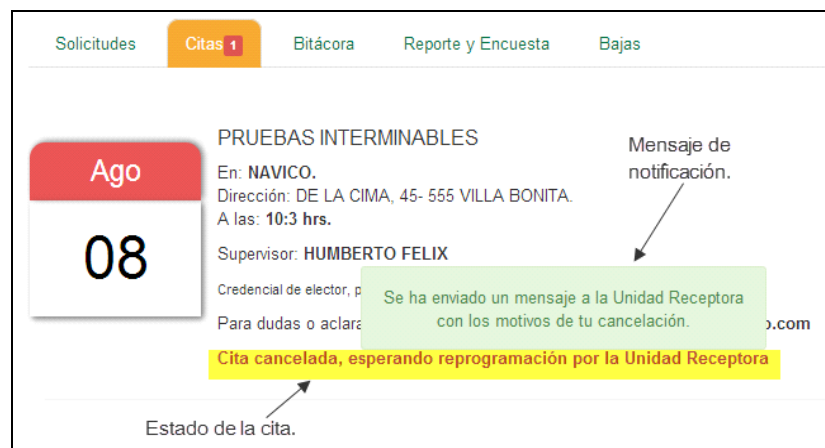 Solicitudes Citas 1 Bitácora Reporte y Encuesta Bajas
PRUEBAS INTERMINABLES
Mensaje de
notificación.
Ago
08
En: NAVICO.
Dirección: DE LA CIMA, 45- 555 VILLA BONITA.
A las: 10:3 hrs.
Supervisor: HUMBERTO FELIX
Credencial de elector, p
Se ha enviado un mensaje a la Unidad Receptora
con los motivos de tu cancelación.
Para dudas o aclara o.com
Cita cancelada, esperando reprogramación por la Unidad Receptora
Estado de la cita.